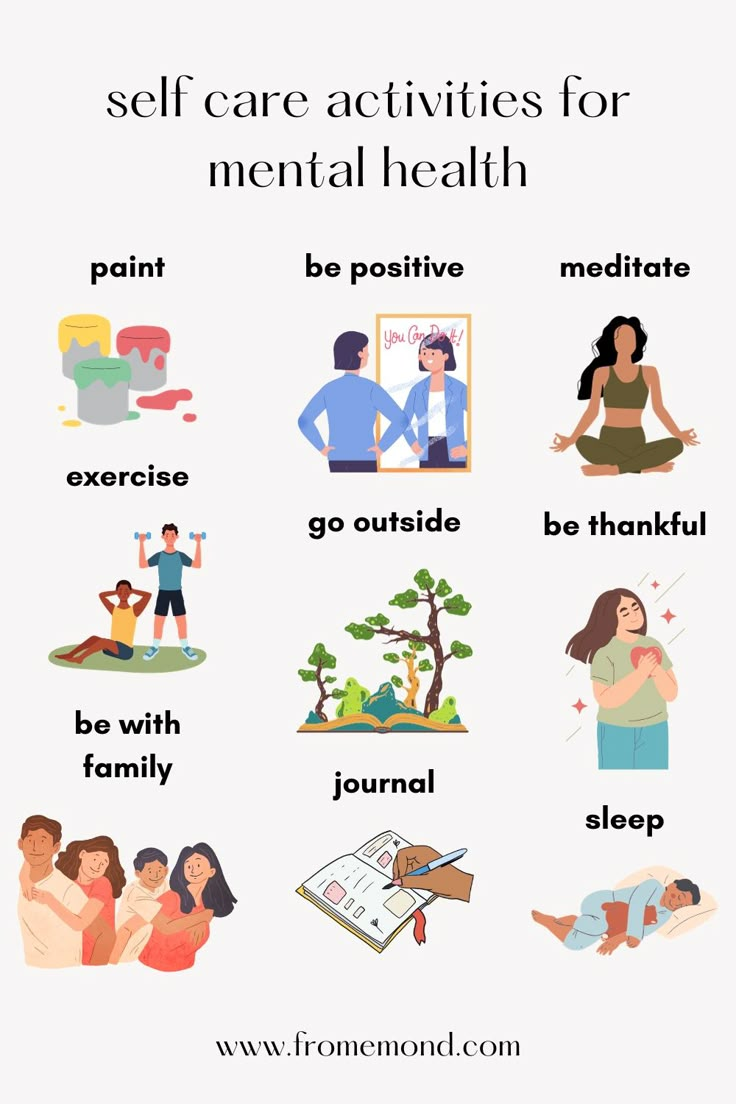 self care activities for
mental health
paint
be positive
meditate
You Can Do It!
exercise
go outside
be thankful
be with
family
journal
sleep
www.fromemond.com